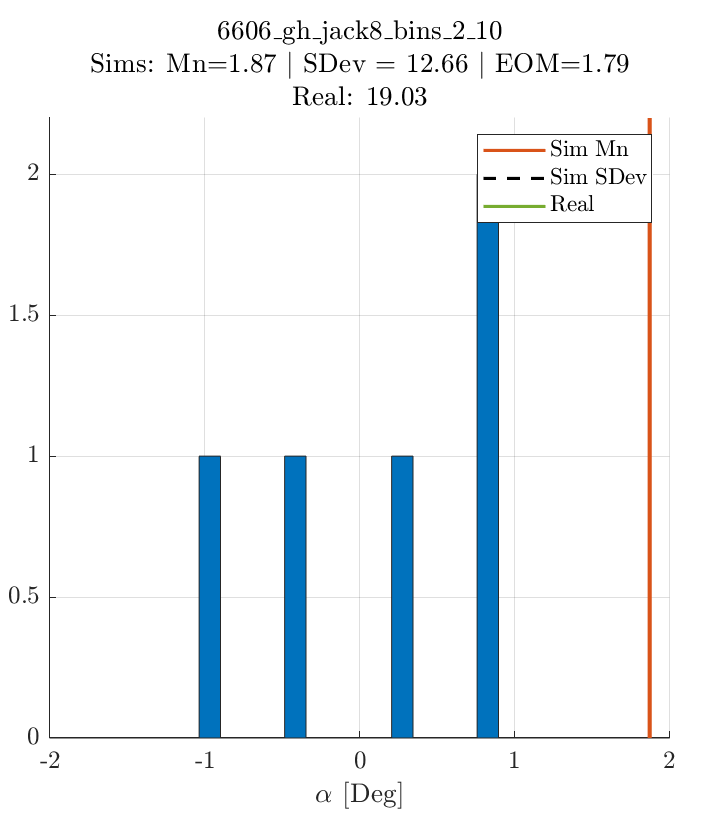 6606_gh_jack8_bins_2_10
Sims: Mn=1.87 | SDev = 12.66 | EOM=1.79
Real: 19.03
Sim Mn
Sim SDev
Real
2
1.5
1
0.5
0
-2
-1
0
1
2
α [Deg]